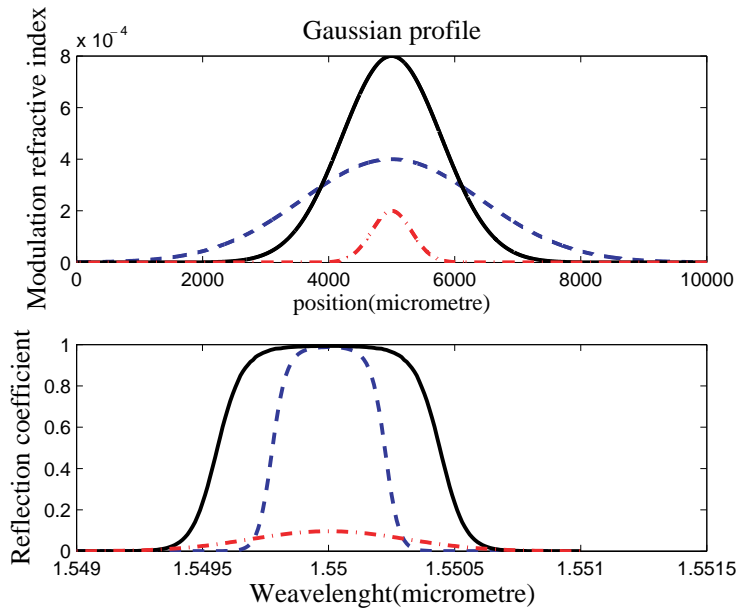 Gaussian profile
x 10⁻⁴
Modulation refractive index
8
6
4
2
0
0 2000 4000 6000 8000 10000
position(micrometre)
Reflection coefficient
1
0.8
0.6
0.4
0.2
0
1.549 1.5495 1.55 1.5505 1.551 1.5515
Weavelenght(micrometre)